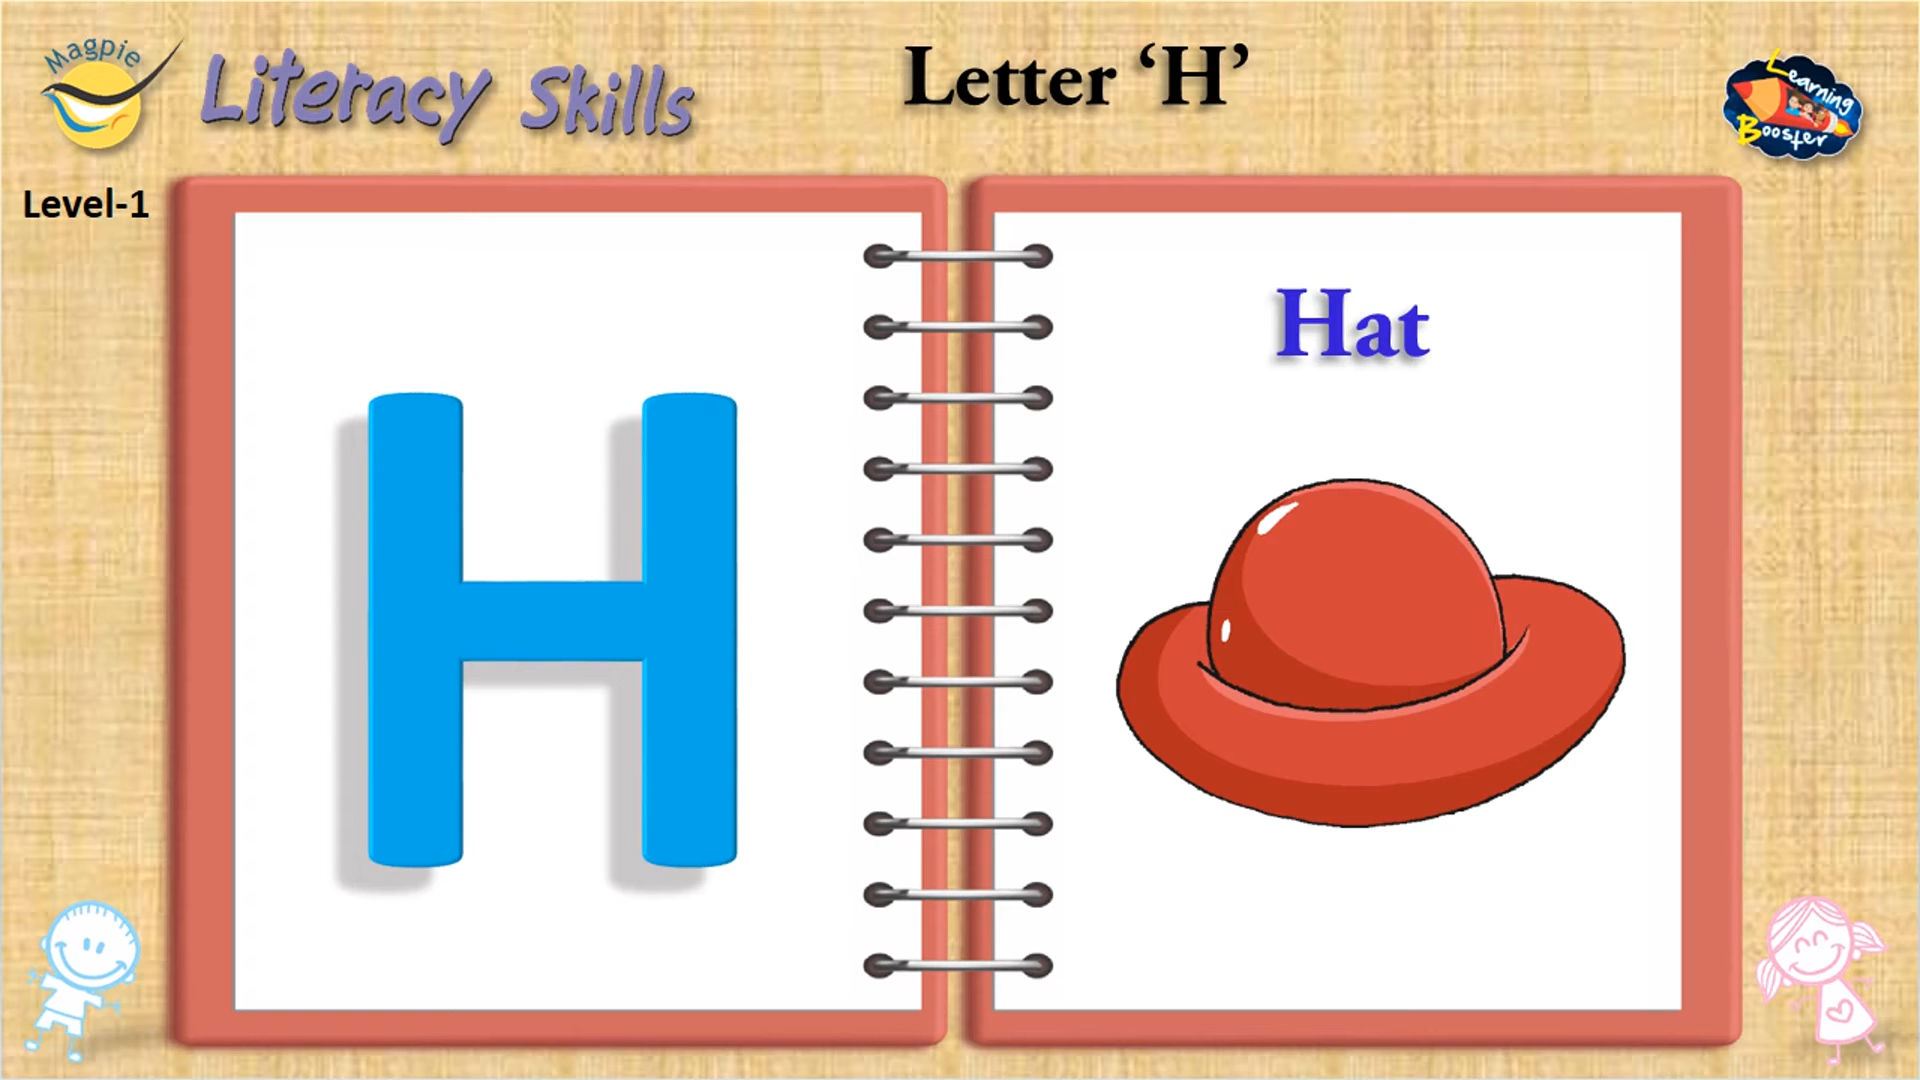 Magpie
Literacy Skills
Letter ‘H’
Learning
Booster
Level-1
H
Hat